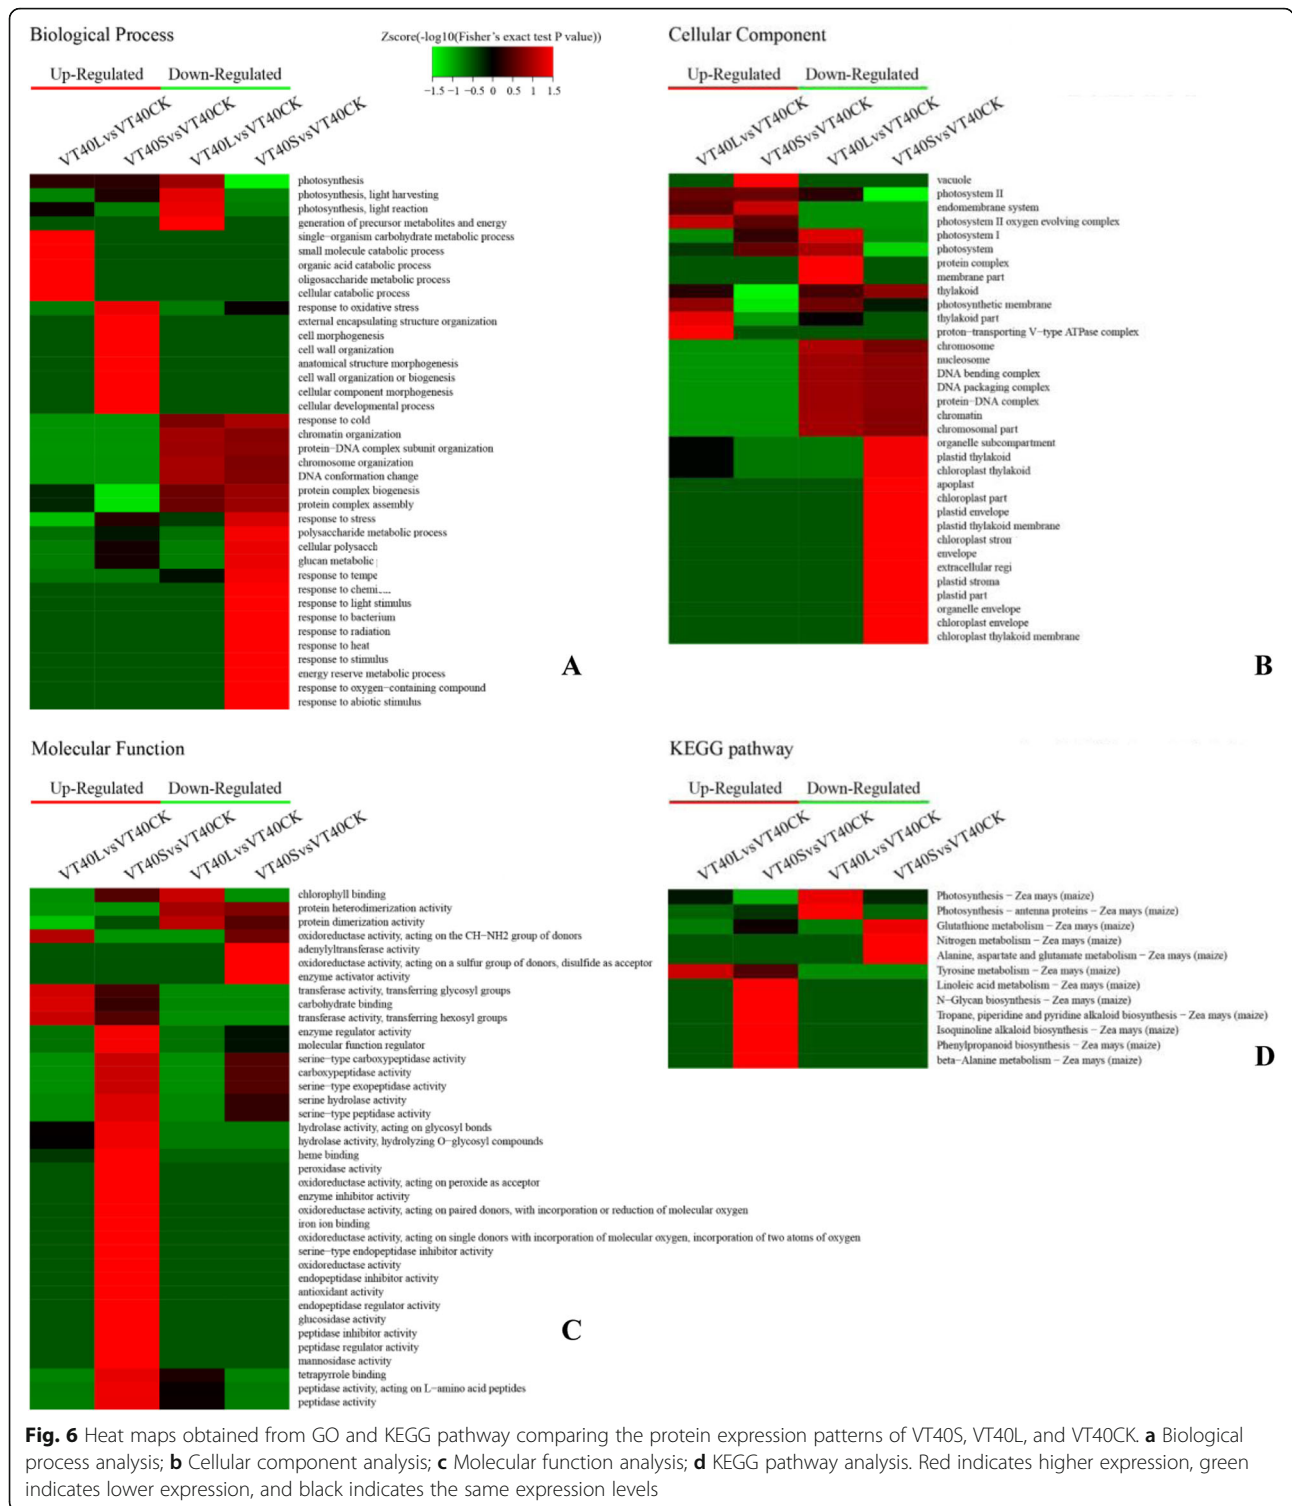 Biological Process
Zscore(-log10(Fisher's exact test P value))
−1.5 −1 −0.5 0 0.5 1 1.5
Up-Regulated Down-Regulated
VT40LvsVT40CK
VT40SvsVT40CK
VT40LvsVT40CK
VT40SvsVT40CK
photosynthesis
photosynthesis, light harvesting
photosynthesis, light reaction
generation of precursor metabolites and energy
single−organism carbohydrate metabolic process
small molecule catabolic process
organic acid catabolic process
oligosaccharide metabolic process
cellular catabolic process
response to oxidative stress
external encapsulating structure organization
cell morphogenesis
cell wall organization
anatomical structure morphogenesis
cell wall organization or biogenesis
cellular component morphogenesis
cellular developmental process
response to cold
chromatin organization
protein−DNA complex subunit organization
chromosome organization
DNA conformation change
protein complex biogenesis
protein complex assembly
response to stress
polysaccharide metabolic process
cellular polysacch
glucan metabolic
response to tempe
response to chemi
response to light stimulus
response to bacterium
response to radiation
response to heat
response to stimulus
energy reserve metabolic process
response to oxygen−containing compound
response to abiotic stimulus
A
Cellular Component
Up-Regulated Down-Regulated
VT40LvsVT40CK
VT40SvsVT40CK
VT40LvsVT40CK
VT40SvsVT40CK
vacuole
photosystem II
endomembrane system
photosystem II oxygen evolving complex
photosystem I
photosystem
protein complex
membrane part
thylakoid
photosynthetic membrane
thylakoid part
proton−transporting V−type ATPase complex
chromosome
nucleosome
DNA bending complex
DNA packaging complex
protein−DNA complex
chromatin
chromosomal part
organelle subcompartment
plastid thylakoid
chloroplast thylakoid
apoplast
chloroplast part
plastid envelope
plastid thylakoid membrane
chloroplast stron
envelope
extracellular regi
plastid stroma
plastid part
organelle envelope
chloroplast envelope
chloroplast thylakoid membrane
B
Molecular Function
Up-Regulated Down-Regulated
VT40LvsVT40CK
VT40SvsVT40CK
VT40LvsVT40CK
VT40SvsVT40CK
chlorophyll binding
protein heterodimerization activity
protein dimerization activity
oxidoreductase activity, acting on the CH−NH2 group of donors
adenylyltransferase activity
oxidoreductase activity, acting on a sulfur group of donors, disulfide as acceptor
enzyme activator activity
transferase activity, transferring glycosyl groups
carbohydrate binding
transferase activity, transferring hexosyl groups
enzyme regulator activity
molecular function regulator
serine−type carboxypeptidase activity
carboxypeptidase activity
serine−type exopeptidase activity
serine hydrolase activity
serine−type peptidase activity
hydrolase activity, acting on glycosyl bonds
hydrolase activity, hydrolyzing O−glycosyl compounds
heme binding
peroxidase activity
oxidoreductase activity, acting on peroxide as acceptor
enzyme inhibitor activity
oxidoreductase activity, acting on paired donors, with incorporation or reduction of molecular oxygen
iron ion binding
oxidoreductase activity, acting on single donors with incorporation of molecular oxygen, incorporation of two atoms of oxygen
serine−type endopeptidase inhibitor activity
oxidoreductase activity
endopeptidase inhibitor activity
antioxidant activity
endopeptidase regulator activity
glucosidase activity
peptidase inhibitor activity
peptidase regulator activity
mannosidase activity
tetrapyrrole binding
peptidase activity, acting on L−amino acid peptides
peptidase activity
C
KEGG pathway
Up-Regulated Down-Regulated
VT40LvsVT40CK
VT40SvsVT40CK
VT40LvsVT40CK
VT40SvsVT40CK
Photosynthesis − Zea mays (maize)
Photosynthesis − antenna proteins − Zea mays (maize)
Glutathione metabolism − Zea mays (maize)
Nitrogen metabolism − Zea mays (maize)
Alanine, aspartate and glutamate metabolism − Zea mays (maize)
Tyrosine metabolism − Zea mays (maize)
Linoleic acid metabolism − Zea mays (maize)
N−Glycan biosynthesis − Zea mays (maize)
Tropane, piperidine and pyridine alkaloid biosynthesis − Zea mays (maize)
Isoquinoline alkaloid biosynthesis − Zea mays (maize)
Phenylpropanoid biosynthesis − Zea mays (maize)
beta−Alanine metabolism − Zea mays (maize)
D
Fig. 6 Heat maps obtained from GO and KEGG pathway comparing the protein expression patterns of VT40S, VT40L, and VT40CK. a Biological
process analysis; b Cellular component analysis; c Molecular function analysis; d KEGG pathway analysis. Red indicates higher expression, green
indicates lower expression, and black indicates the same expression levels